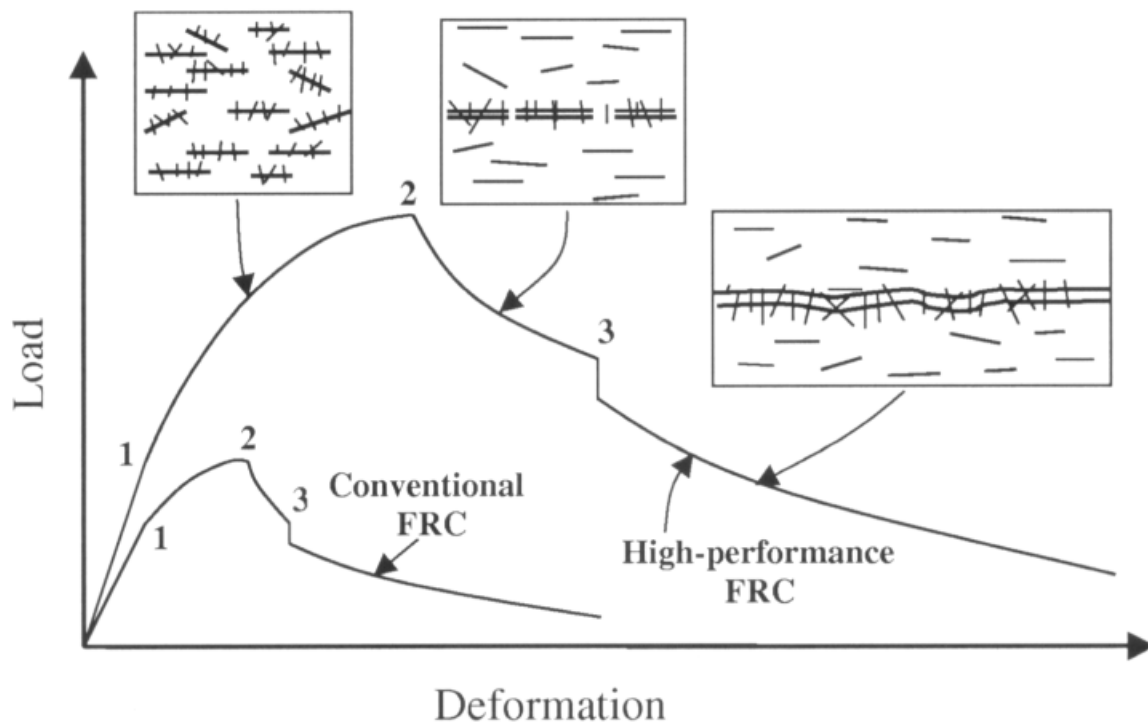 2
3
1
2
3
1
Conventional
FRC
High-performance
FRC
Load
Deformation